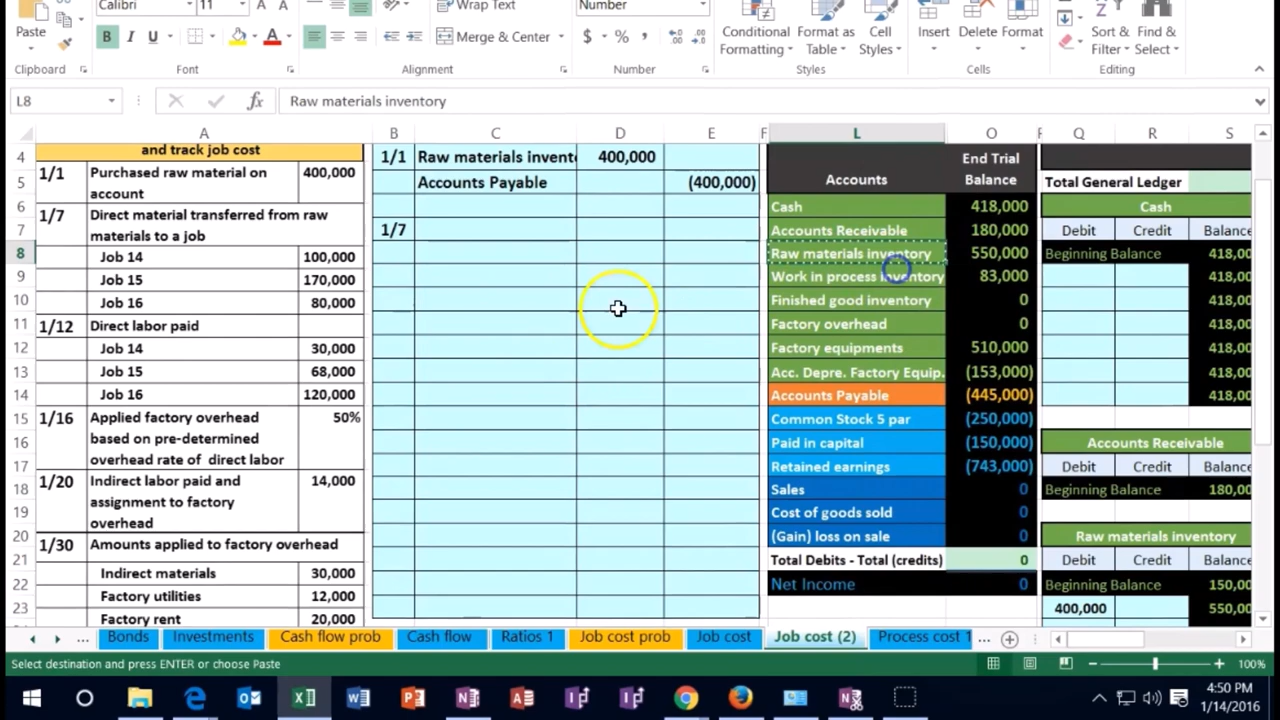 Calibri 11 A A Wrap Text Number
Paste B I U A Merge & Center $ % , Conditional Formatting Format as Table Cell Styles Insert Delete Format Sort & Filter Find & Select
Clipboard Font Alignment Number Styles Cells Editing
L8 fx Raw materials inventory
A B C D E F L O F Q R S
4 and track job cost 1/1 Raw materials invent 400,000 Accounts End Trial Balance
5 1/1 Purchased raw material on account 400,000 Accounts Payable (400,000) Total General Ledger
6 Cash 418,000 Cash
7 1/7 Direct material transferred from raw materials to a job 1/7 Accounts Receivable 180,000 Debit Credit Balance
8 Job 14 100,000 Raw materials inventory 550,000 Beginning Balance 418,00
9 Job 15 170,000 Work in process inventory 83,000 418,00
10 Job 16 80,000 Finished good inventory 0 418,00
11 1/12 Direct labor paid Factory overhead 0 418,00
12 Job 14 30,000 Factory equipments 510,000 418,00
13 Job 15 68,000 Acc. Depre. Factory Equip. (153,000) 418,00
14 Job 16 120,000 Accounts Payable (445,000) 418,00
15 1/16 Applied factory overhead 50% Common Stock 5 par (250,000)
16 based on pre-determined Paid in capital (150,000) Accounts Receivable
17 overhead rate of direct labor Retained earnings (743,000) Debit Credit Balance
18 1/20 Indirect labor paid and 14,000 Sales 0 Beginning Balance 180,00
19 assignment to factory Cost of goods sold 0
20 overhead (Gain) loss on sale 0 Raw materials inventory
21 1/30 Amounts applied to factory overhead Total Debits - Total (credits) 0 Debit Credit Balance
22 Indirect materials 30,000 Net Income 0 Beginning Balance 150,00
23 Factory utilities 12,000 400,000 550,00
Factory rent 20,000
... Bonds Investments Cash flow prob Cash flow Ratios 1 Job cost prob Job cost Job cost (2) Process cost 1 ...
Select destination and press ENTER or choose Paste 100%
4:50 PM
1/14/2016